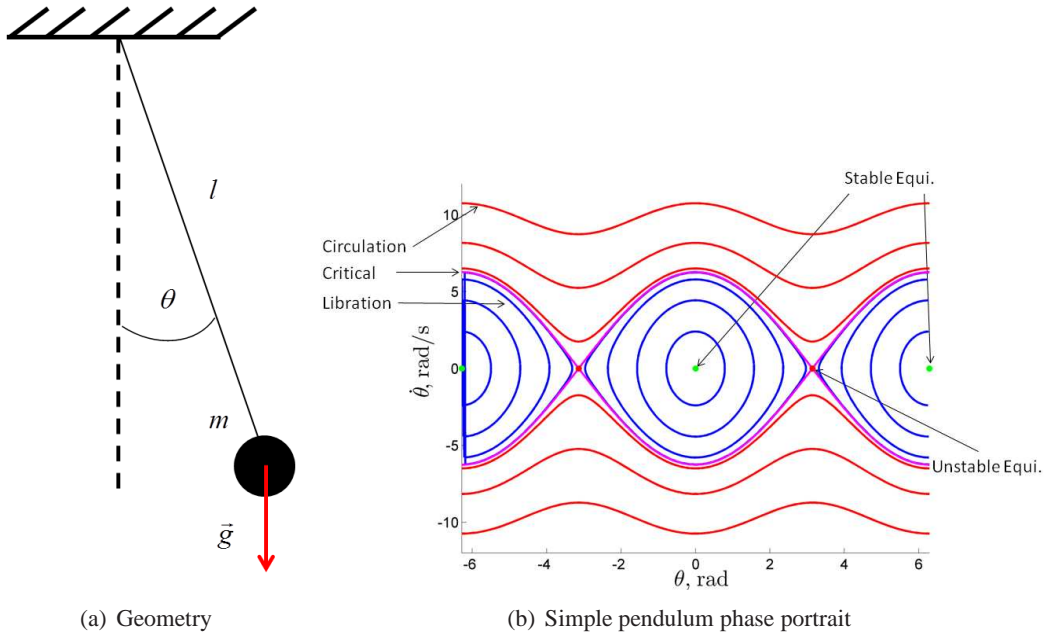 l
θ
m
g⃗
Stable Equi.
Circulation
Critical
Libration
Unstable Equi.
10
5
0
-5
-10
θ̇, rad/s
-6 -4 -2 0 2 4 6
θ, rad
(a) Geometry
(b) Simple pendulum phase portrait